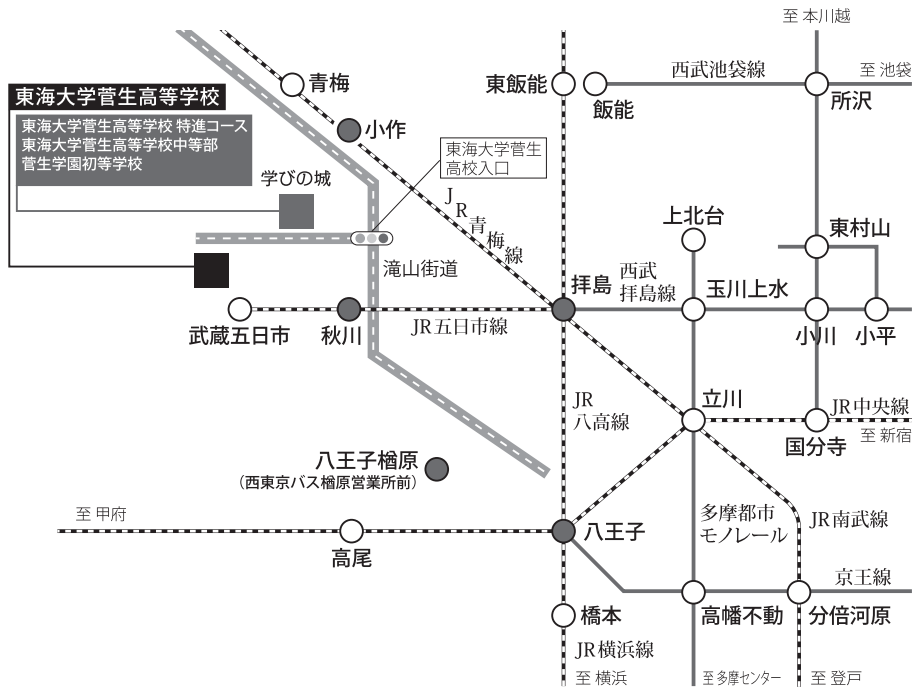 至 本川越
青梅
東飯能
飯能
西武池袋線
至 池袋
所沢
東海大学菅生高等学校
東海大学菅生高等学校 特進コース
東海大学菅生高等学校中等部
菅生学園初等学校
小作
東海大学菅生
高校入口
学びの城
JR青梅線
上北台
東村山
滝山街道
拝島
西武
拝島線
玉川上水
武蔵五日市
秋川
JR五日市線
小川
小平
JR
八高線
立川
JR中央線
至 新宿
国分寺
八王子楢原
(西東京バス楢原営業所前)
至 甲府
高尾
八王子
多摩都市
モノレール
JR南武線
京王線
橋本
高幡不動
分倍河原
JR横浜線
至 横浜
至 多摩センター
至 登戸